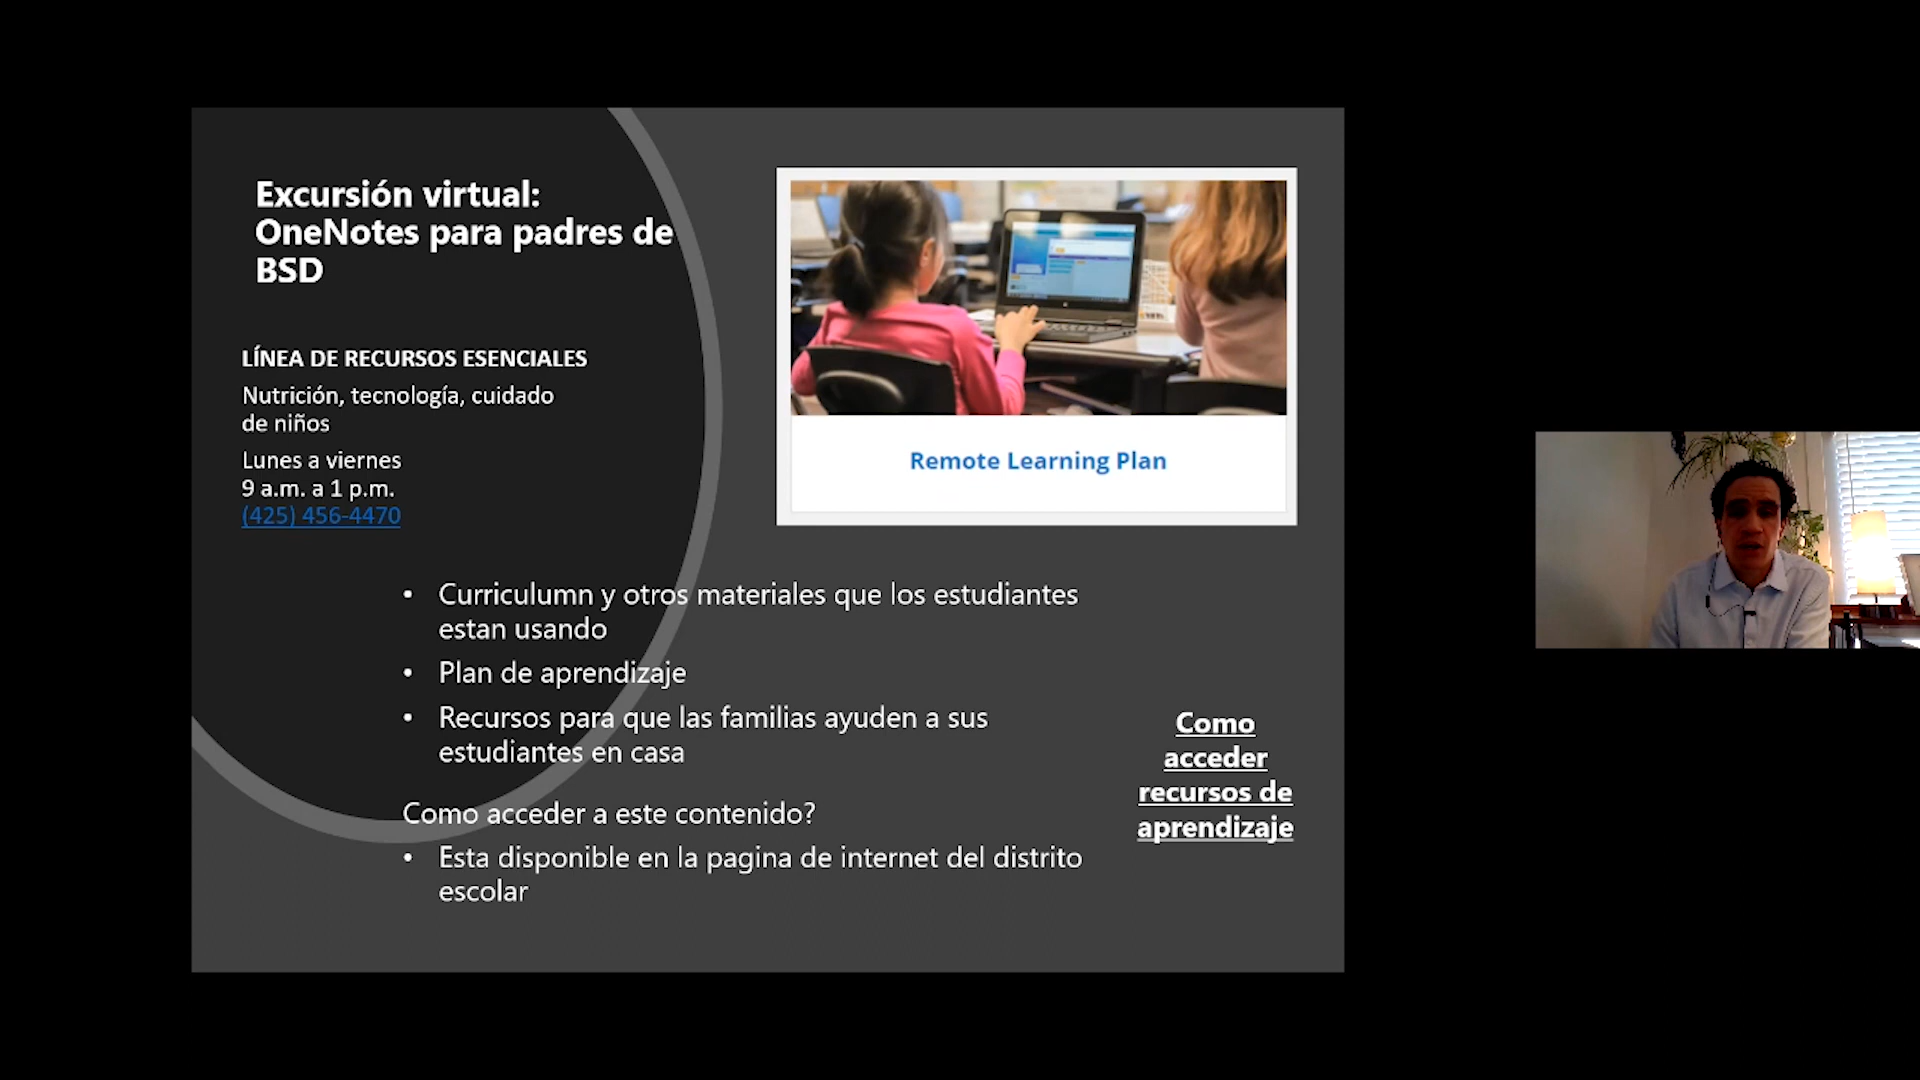 Excursión virtual:
OneNotes para padres de
BSD
LÍNEA DE RECURSOS ESENCIALES
Nutrición, tecnología, cuidado
de niños
Lunes a viernes
9 a.m. a 1 p.m.
(425) 456-4470
Remote Learning Plan
• Curriculumn y otros materiales que los estudiantes
estan usando
• Plan de aprendizaje
• Recursos para que las familias ayuden a sus
estudiantes en casa
Como acceder a este contenido?
• Esta disponible en la pagina de internet del distrito
escolar
Como
acceder
recursos de
aprendizaje